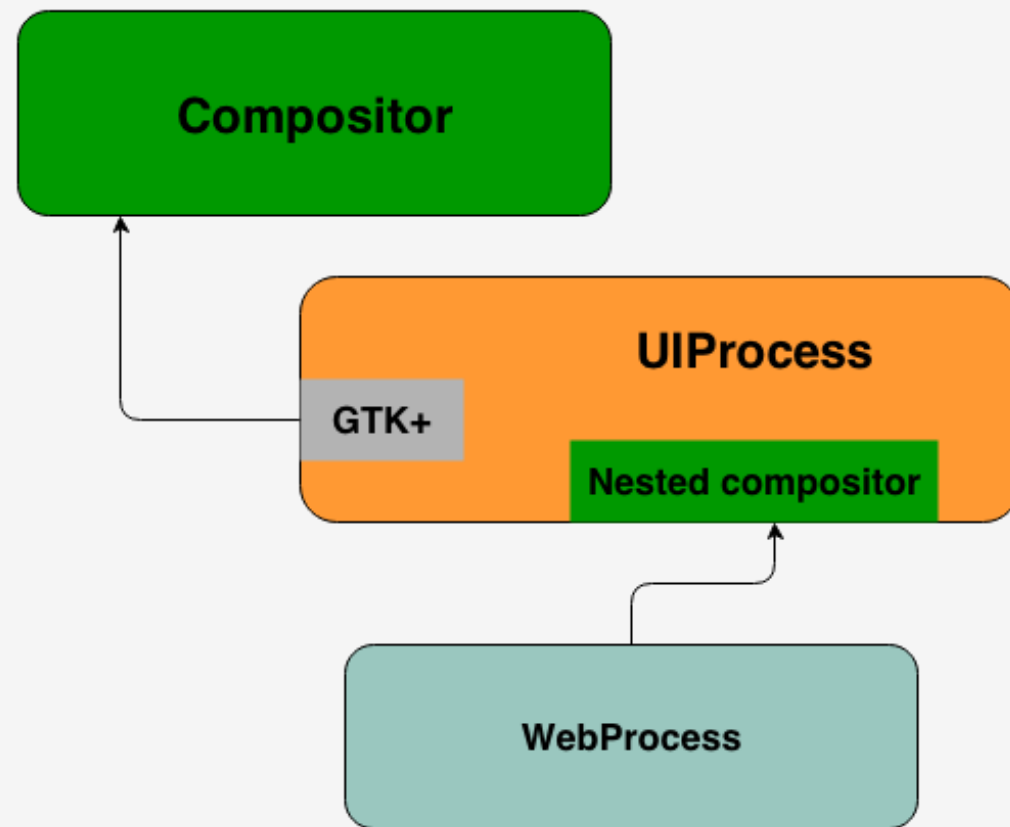 Compositor
UIProcess
GTK+
Nested compositor
WebProcess